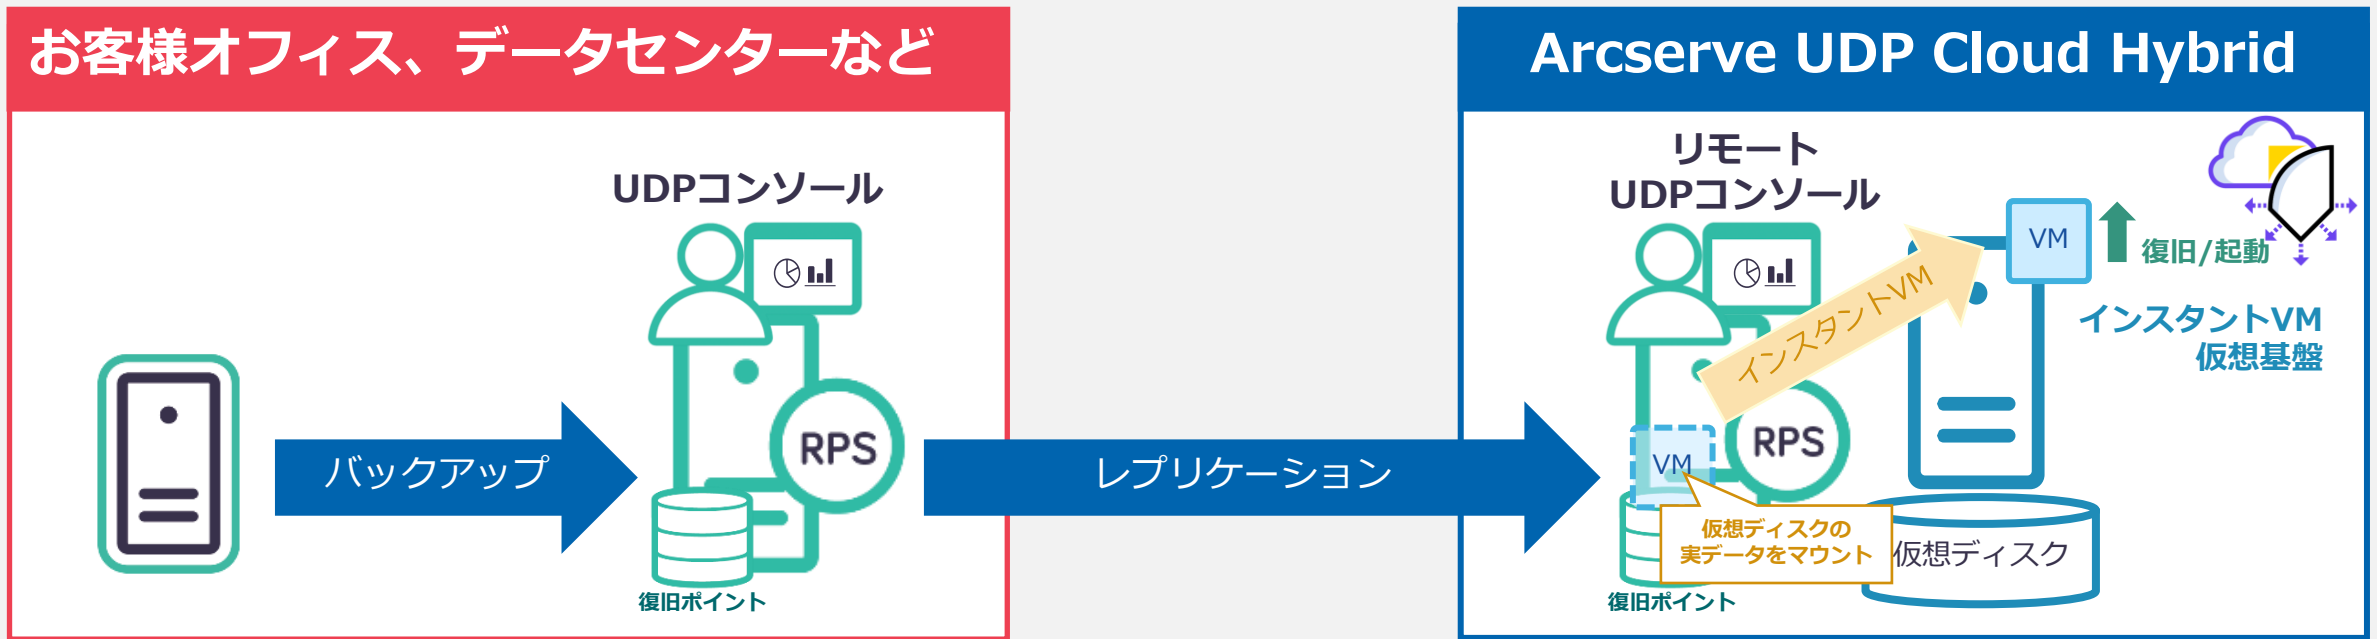 お客様オフィス、データセンターなど
UDPコンソール
バックアップ
RPS
復旧ポイント
レプリケーション
Arcserve UDP Cloud Hybrid
リモート
UDPコンソール
インスタントVM
VM
復旧/起動
インスタントVM
仮想基盤
RPS
VM
仮想ディスクの
実データをマウント
仮想ディスク
復旧ポイント